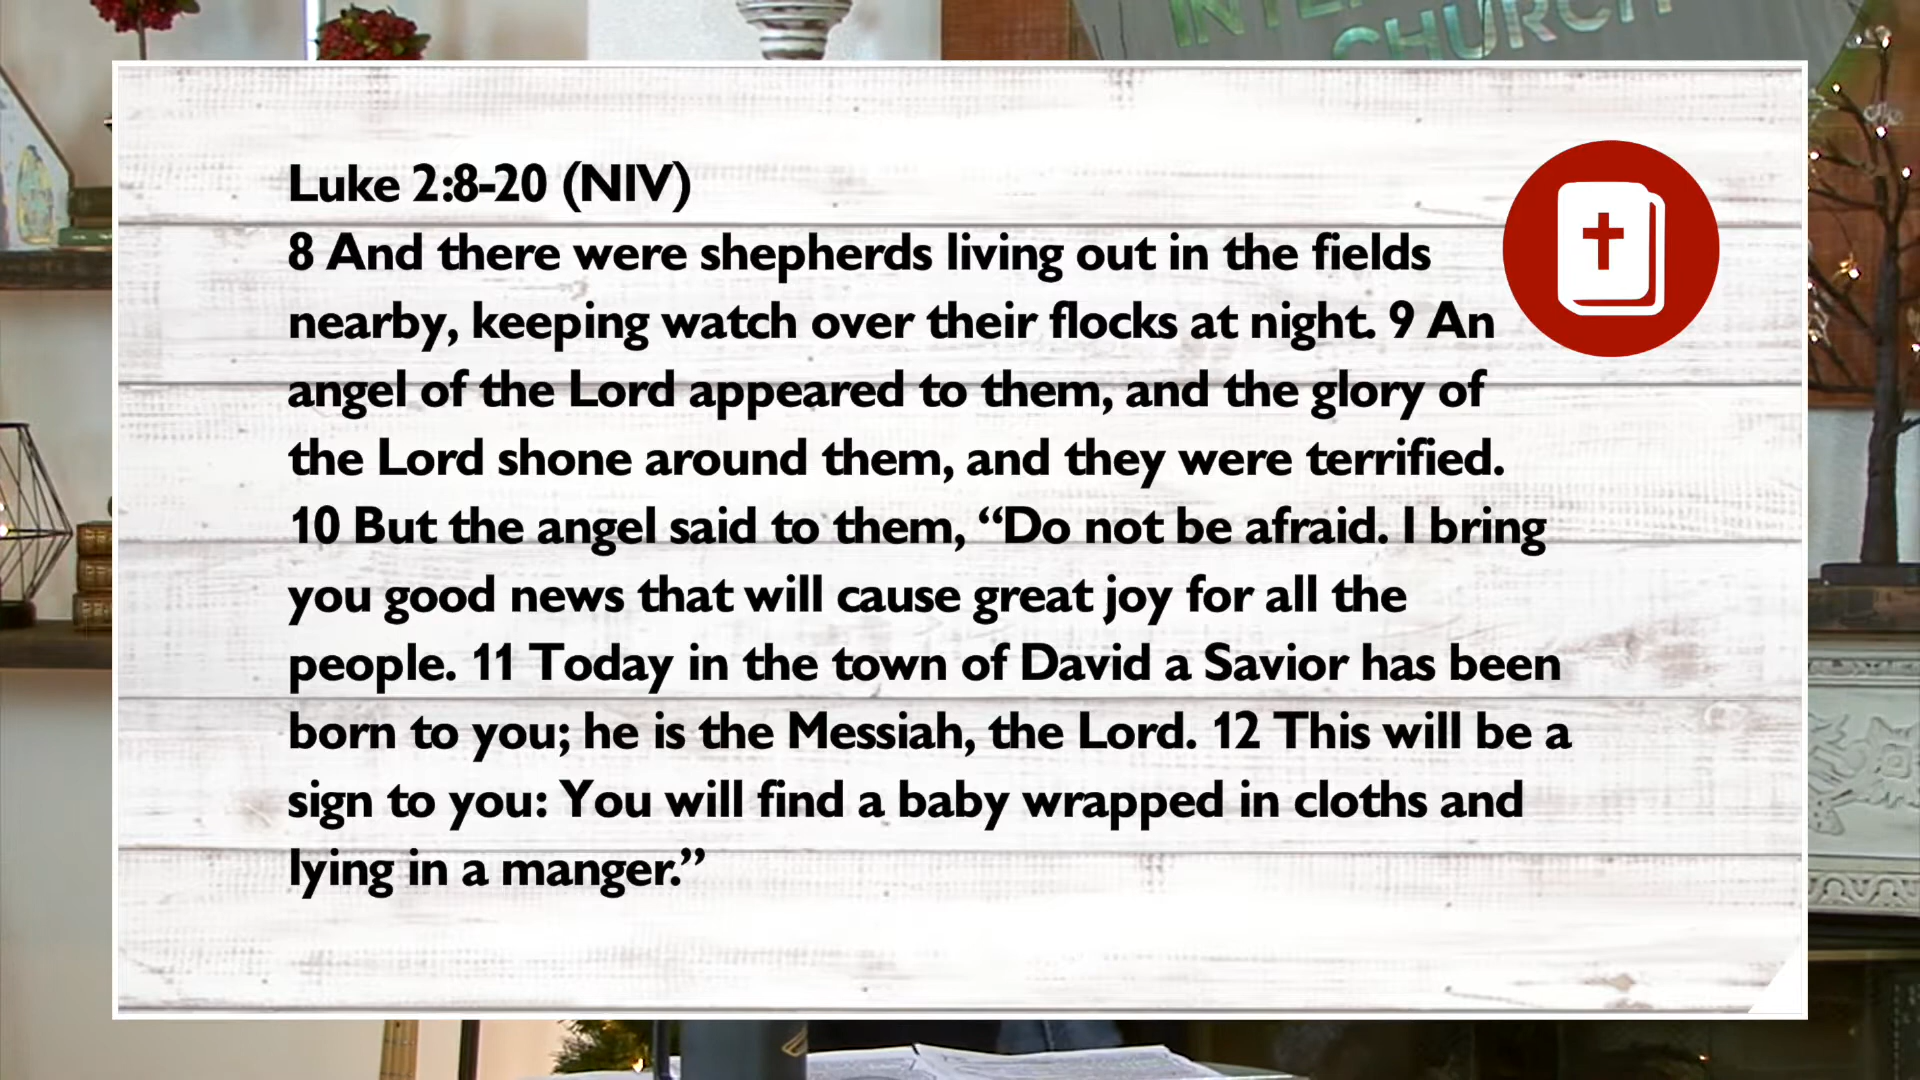 CHURCH
Luke 2:8-20 (NIV)
8 And there were shepherds living out in the fields
nearby, keeping watch over their flocks at night. 9 An
angel of the Lord appeared to them, and the glory of
the Lord shone around them, and they were terrified.
10 But the angel said to them, “Do not be afraid. I bring
you good news that will cause great joy for all the
people. 11 Today in the town of David a Savior has been
born to you; he is the Messiah, the Lord. 12 This will be a
sign to you: You will find a baby wrapped in cloths and
lying in a manger.”